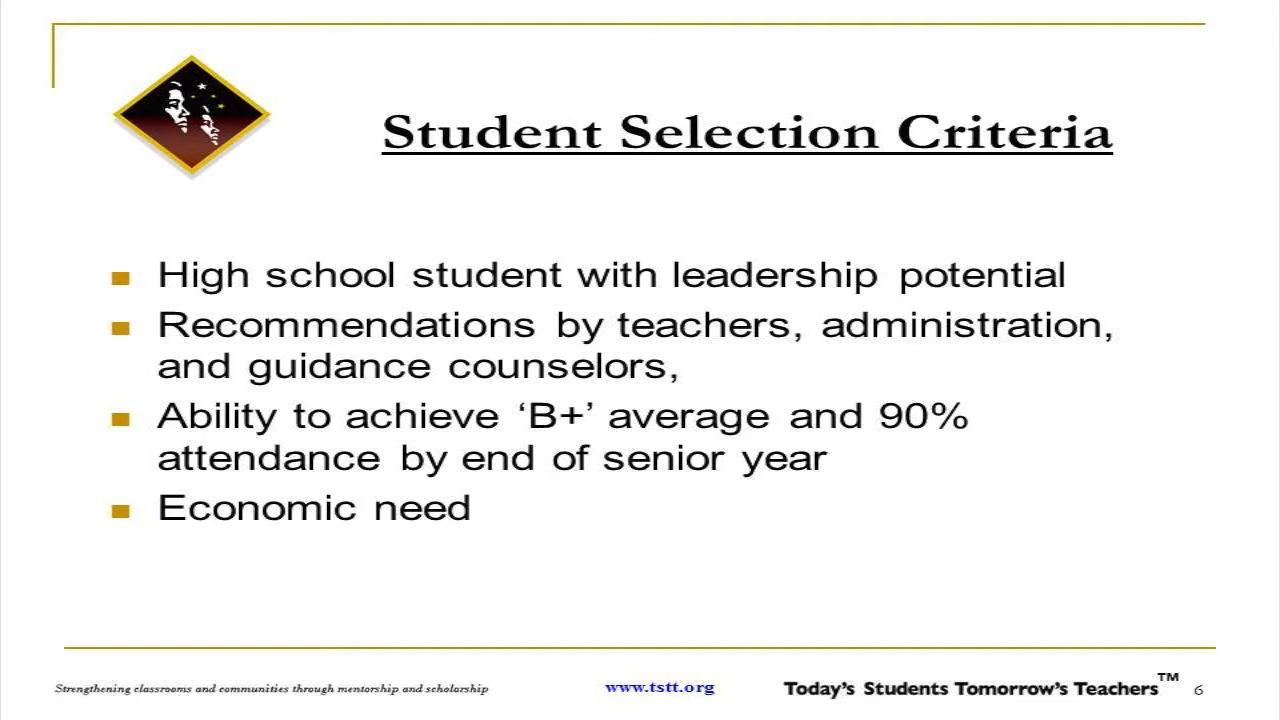 Student Selection Criteria
High school student with leadership potential
Recommendations by teachers, administration,
and guidance counselors,
Ability to achieve ‘B+’ average and 90%
attendance by end of senior year
Economic need
Strengthening classrooms and communities through mentorship and scholarship
www.tstt.org
Today's Students Tomorrow's Teachers™
6